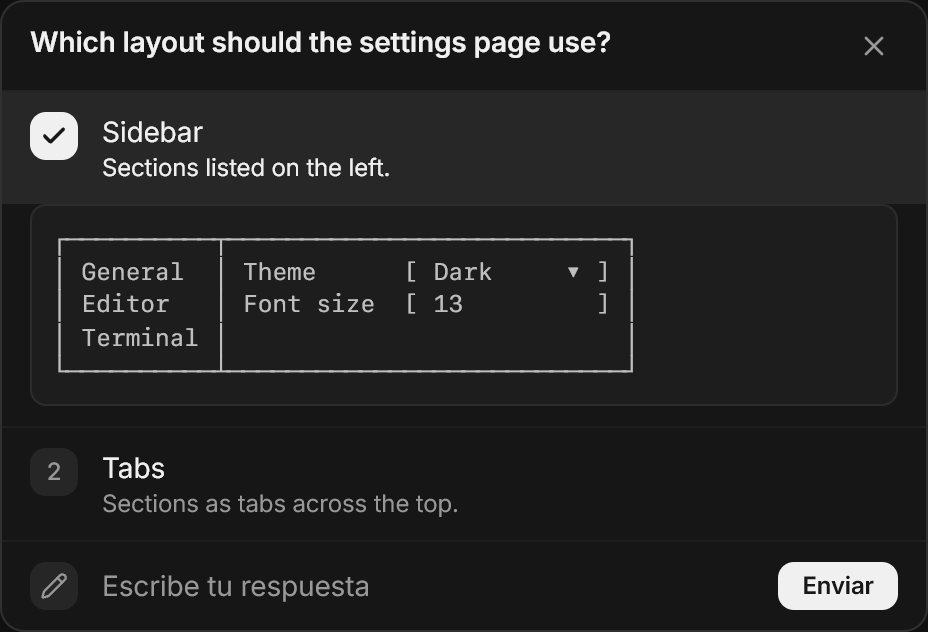 Which layout should the settings page use?
Sidebar
Sections listed on the left.
General Theme [ Dark ▼ ]
Editor Font size [ 13 ]
Terminal
2 Tabs
Sections as tabs across the top.
Escribe tu respuesta Enviar